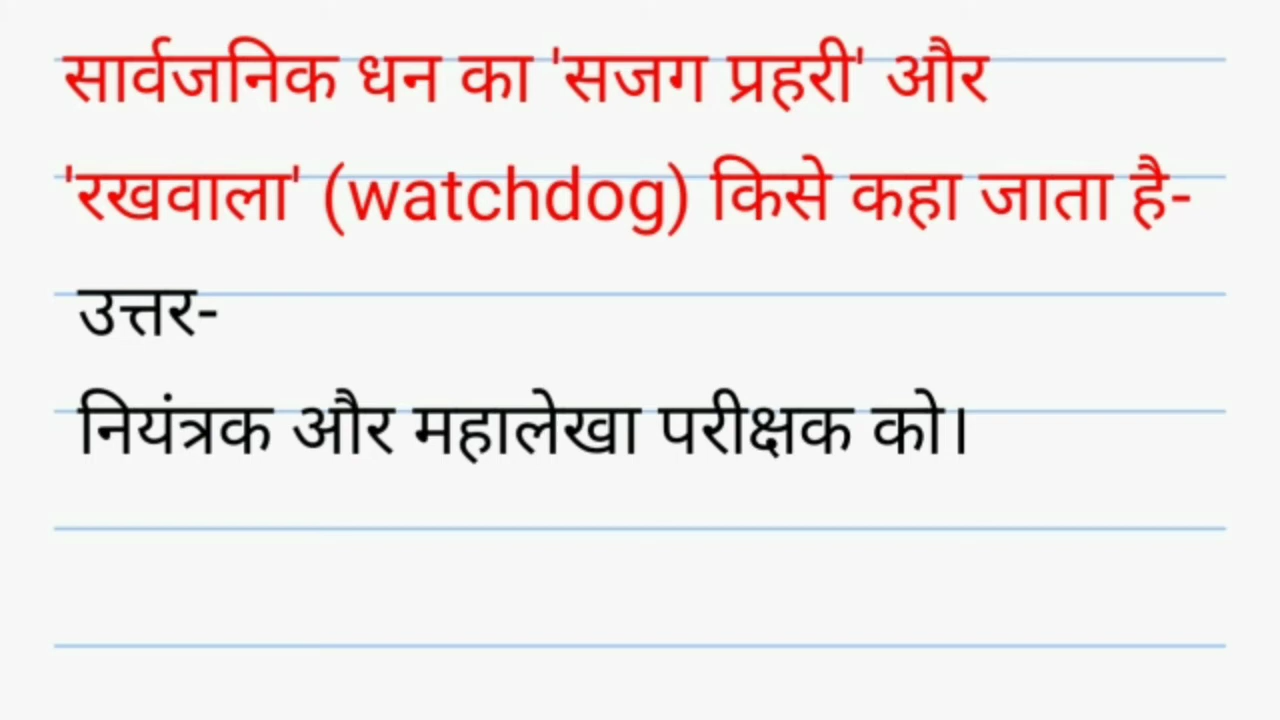 सार्वजनिक धन का 'सजग प्रहरी' और
'रखवाला' (watchdog) किसे कहा जाता है-
उत्तर-
नियंत्रक और महालेखा परीक्षक को।